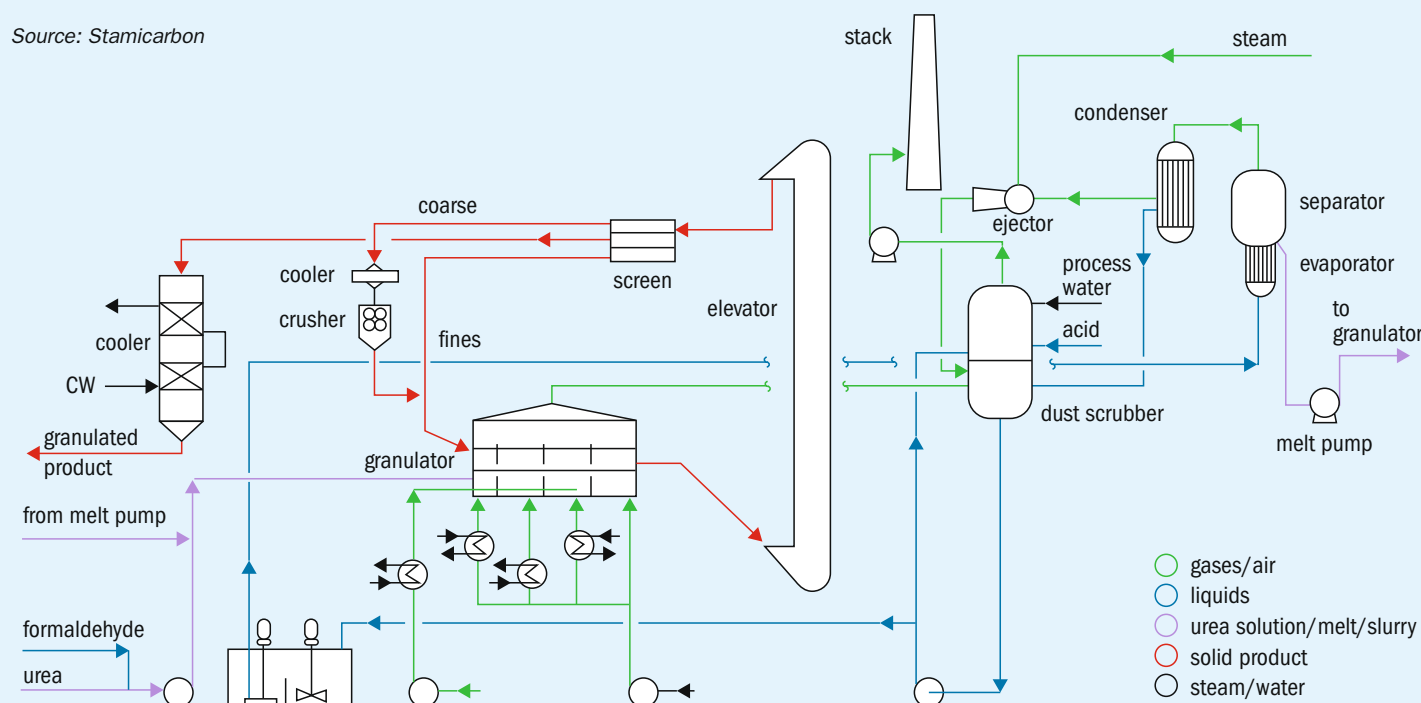 Source: Stamicarbon
stack
steam
condenser
separator
ejector
evaporator
coarse
screen
cooler
crusher
elevator
process
water
acid
to
granulator
cooler
fines
CW
dust scrubber
melt pump
granulated
product
granulator
from melt pump
formaldehyde
urea
gases/air
liquids
urea solution/melt/slurry
solid product
steam/water